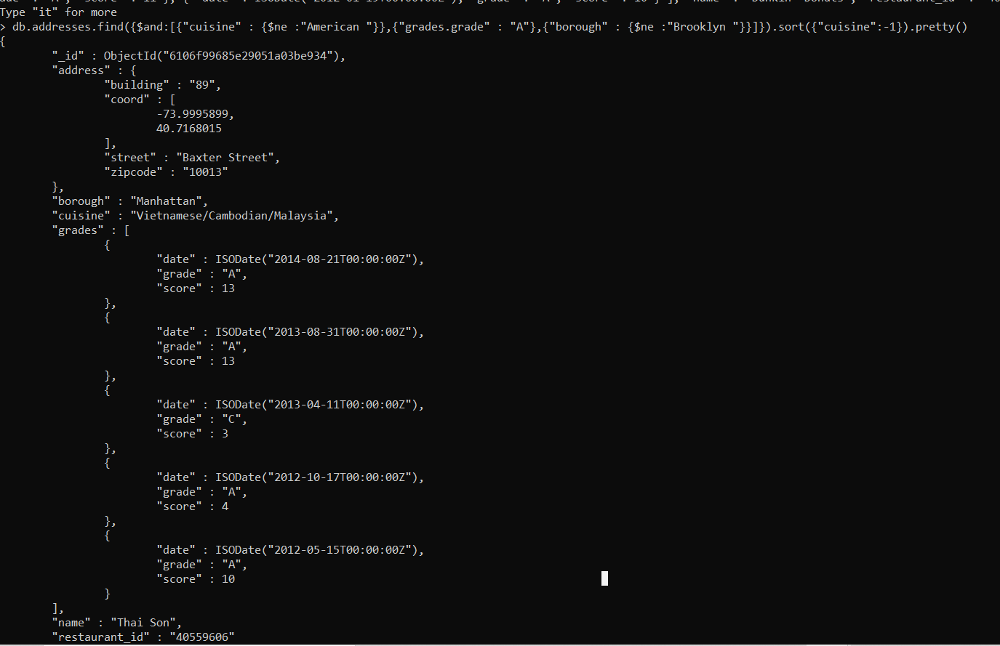 Type "it" for more
> db.addresses.find({$and:[{"cuisine" : {$ne :"American "}},{"grades.grade" : "A"},{"borough" : {$ne :"Brooklyn "}}]}).sort({"cuisine":-1}).pretty()
{
        "_id" : ObjectId("6106f99685e29051a03be934"),
        "address" : {
                "building" : "89",
                "coord" : [
                        -73.9995899,
                        40.7168015
                ],
                "street" : "Baxter Street",
                "zipcode" : "10013"
        },
        "borough" : "Manhattan",
        "cuisine" : "Vietnamese/Cambodian/Malaysia",
        "grades" : [
                {
                        "date" : ISODate("2014-08-21T00:00:00Z"),
                        "grade" : "A",
                        "score" : 13
                },
                {
                        "date" : ISODate("2013-08-31T00:00:00Z"),
                        "grade" : "A",
                        "score" : 13
                },
                {
                        "date" : ISODate("2013-04-11T00:00:00Z"),
                        "grade" : "C",
                        "score" : 3
                },
                {
                        "date" : ISODate("2012-10-17T00:00:00Z"),
                        "grade" : "A",
                        "score" : 4
                },
                {
                        "date" : ISODate("2012-05-15T00:00:00Z"),
                        "grade" : "A",
                        "score" : 10
                }
        ],
        "name" : "Thai Son",
        "restaurant_id" : "40559606"